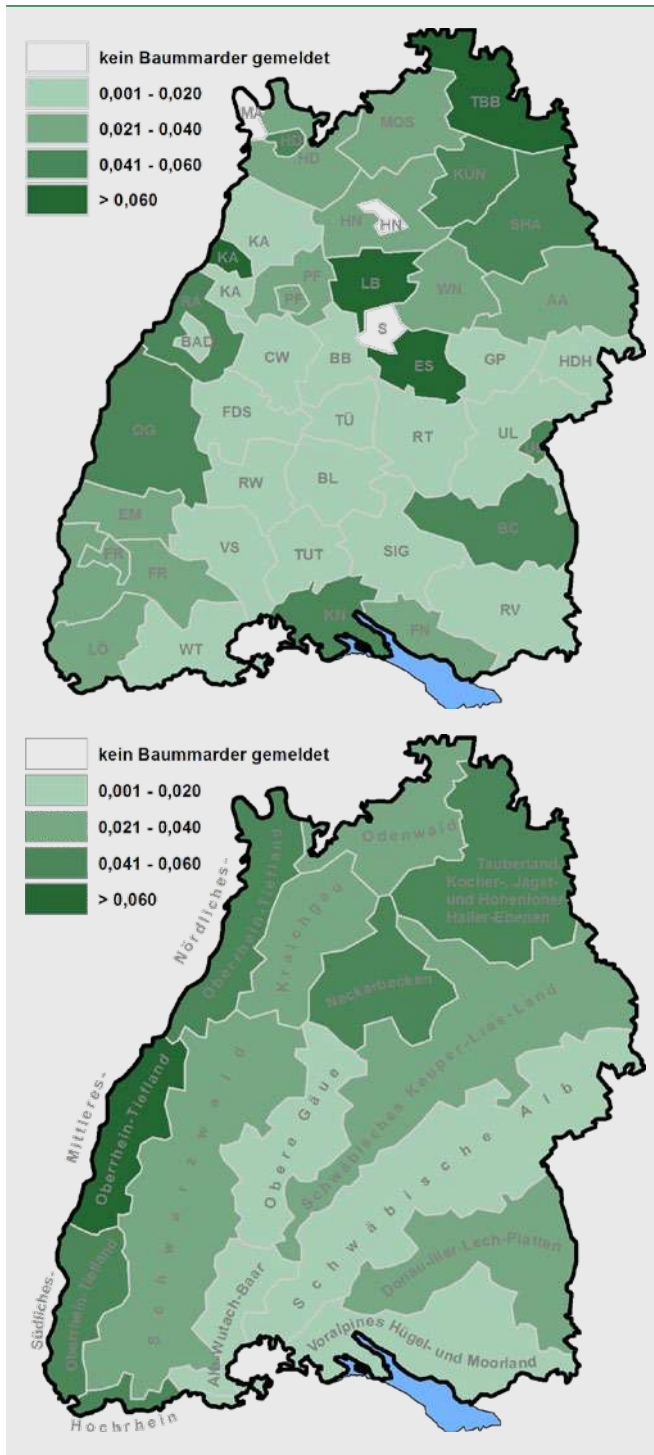 kein Baummarder gemeldet
0,001 - 0,020
0,021 - 0,040
0,041 - 0,060
> 0,060
TBB
MA
MOS
HD
HD
KÜN
HN
HN
SHA
KA
KA
KA
PF
PF
LB
WN
AA
RA
BAD
S
CW
BB
ES
GP
HDH
FDS
TÜ
RT
UL
UL
OG
RW
BL
EM
BC
FR
FR
VS
TUT
SIG
KN
FN
RV
LÖ
WT
kein Baummarder gemeldet
0,001 - 0,020
0,021 - 0,040
0,041 - 0,060
> 0,060
Odenwald
Tauberland,
Kocher-, Jagst-
und Hohenloher-
Haller-Ebenen
Nördliches-
Oberrhein-Tiefland
Kraichgau
Neckarbecken
Schwäbisches Keuper-Lias-Land
Mittleres-
Oberrhein-Tiefland
Schwarzwald
Obere Gäue
Schwäbische Alb
Donau-Iller-Lech-Platten
Südliches-
Oberrhein-Tiefland
Alb-Wutach-Baar
Voralpines Hügel- und Moorland
Hochrhein